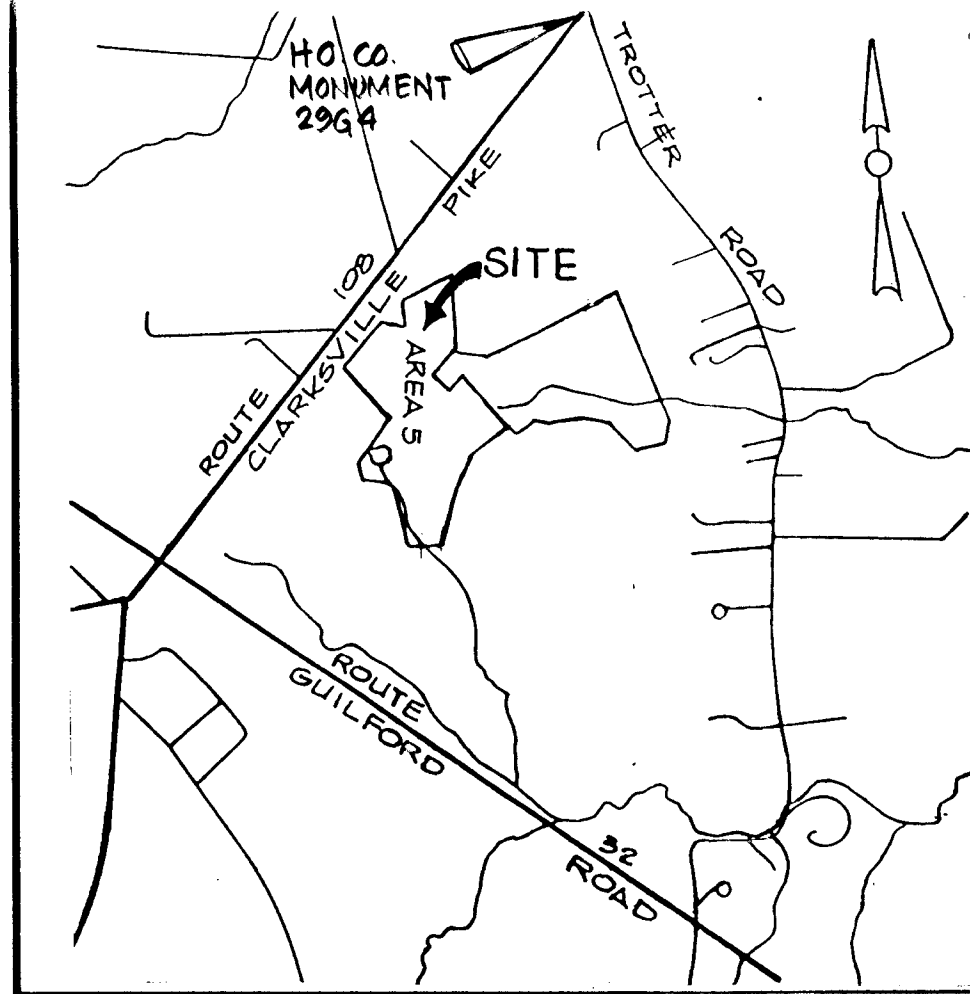 HO. CO.
MONUMENT
29G4
TROTTER
ROAD
ROUTE 108
CLARKSVILLE PIKE
SITE
AREA 5
ROUTE 32
GUILFORD ROAD